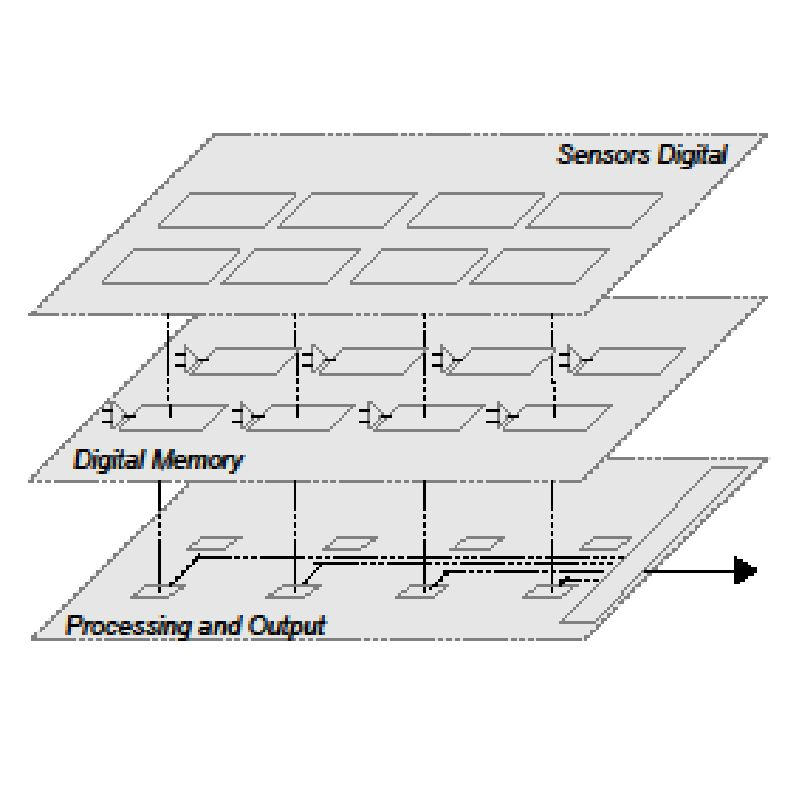 Sensors Digital
Digital Memory
Processing and Output